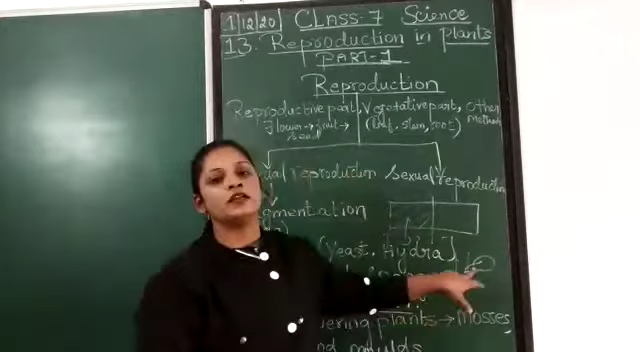 1/12/20 CLASS-7 Science
13. Reproduction in plants
PART-1
Reproduction
Reproductive part, Vegetative part, other
flower → fruit → (leaf, stem, root) methods
seed
ual reproduction sexual reproduction
gmentation
(Yeast, Hydra)
ering plants → Mosses,
nd moulds